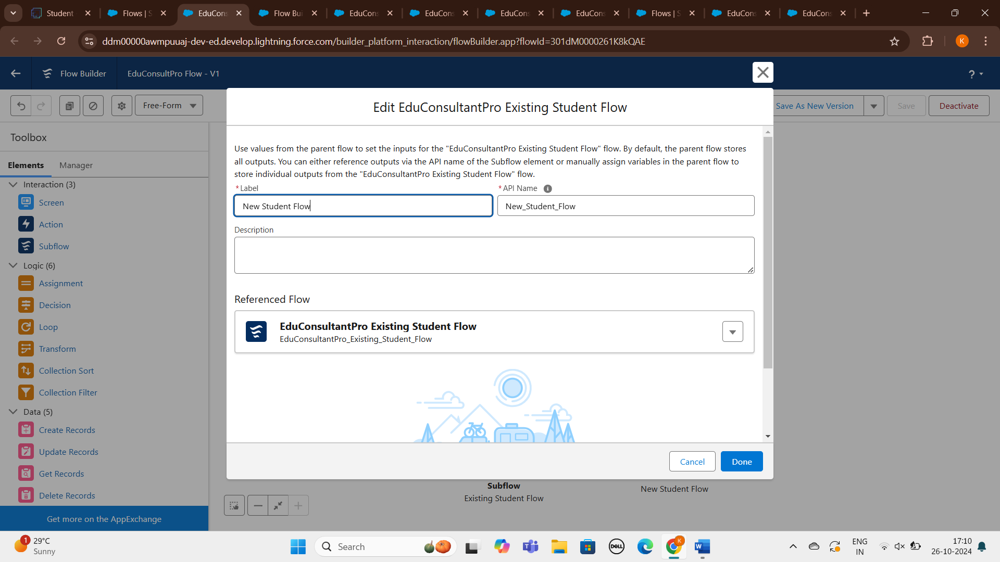 Student
Flows | S
EduCons
Flow Bui
EduCons
EduCons
EduCons
EduCons
Flows | S
EduCons
EduCons
ddm00000awmpuuaj-dev-ed.develop.lightning.force.com/builder_platform_interaction/flowBuilder.app?flowId=301dM0000261K8kQAE
K
Flow Builder
EduConsultPro Flow - V1
?
Free-Form
Save As New Version
Save
Deactivate
Edit EduConsultantPro Existing Student Flow
Toolbox
Elements
Manager
Interaction (3)
Screen
Action
Subflow
Logic (6)
Assignment
Decision
Loop
Transform
Collection Sort
Collection Filter
Data (5)
Create Records
Update Records
Get Records
Delete Records
Get more on the AppExchange
Use values from the parent flow to set the inputs for the "EduConsultantPro Existing Student Flow" flow. By default, the parent flow stores
all outputs. You can either reference outputs via the API name of the Subflow element or manually assign variables in the parent flow to
store individual outputs from the "EduConsultantPro Existing Student Flow" flow.
*Label
*API Name
New Student Flow
New_Student_Flow
Description
Referenced Flow
EduConsultantPro Existing Student Flow
EduConsultantPro_Existing_Student_Flow
Cancel
Done
Subflow
Existing Student Flow
New Student Flow
1
29°C
Sunny
Search
DELL
K
W
ENG
IN
17:10
26-10-2024